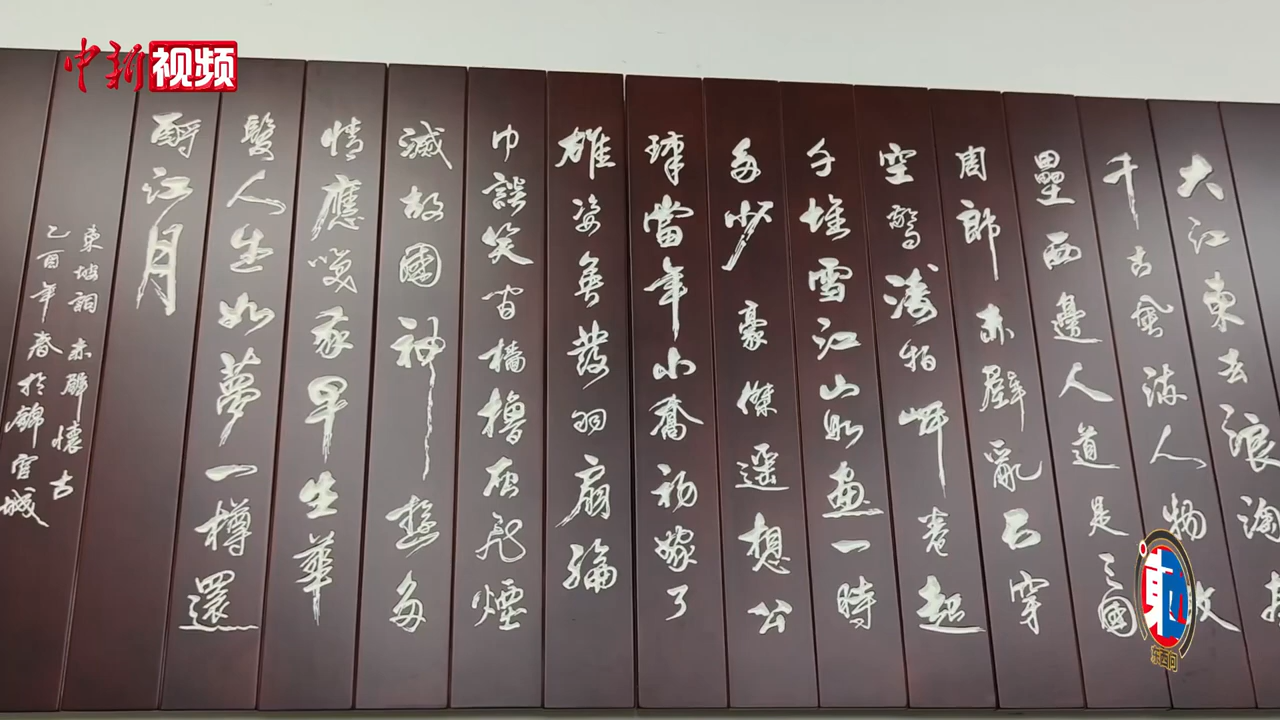 中新视频
大江東去浪淘
千古風流人物故
壘西邊人道是三國
周郎赤壁亂石穿
空驚濤拍岸卷起
千堆雪江山如畫一時
多少豪傑遥想公
瑾當年小喬初嫁了
雄姿英發羽扇綸
巾談笑間檣櫓灰飛煙
滅故國神遊多
情應笑我早生華
髮人生如夢一樽還
酹江月
東坡詞赤壁懷古
乙酉年春於錦官城
东西问